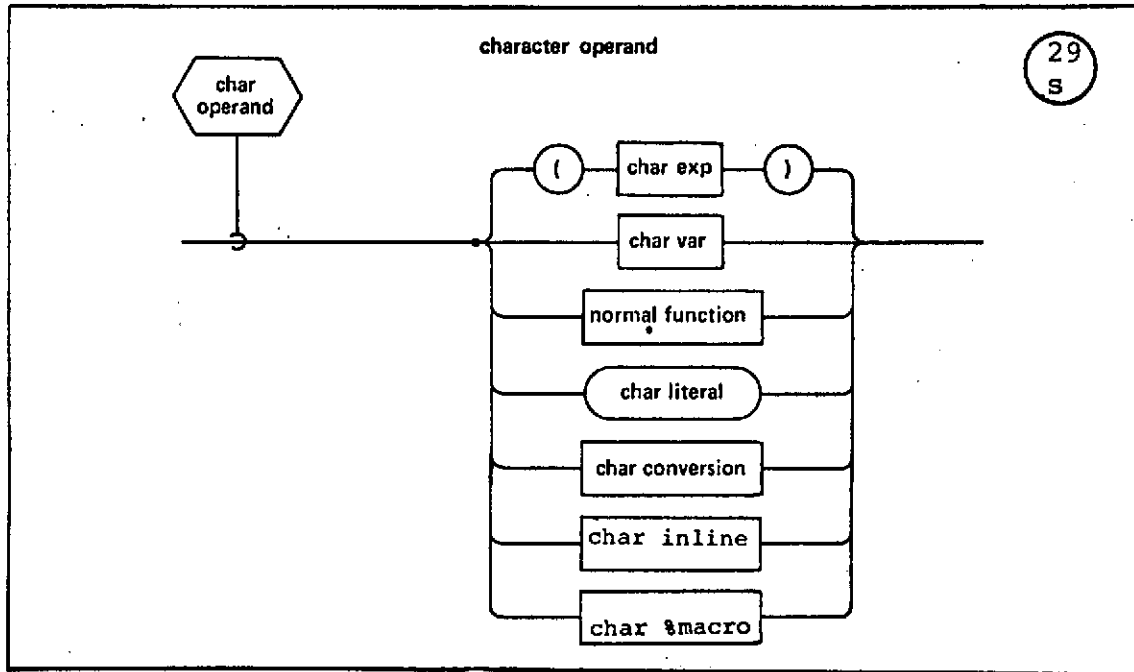 character operand
29
s
char
operand
( char exp )
char var
normal function
char literal
char conversion
char inline
char %macro